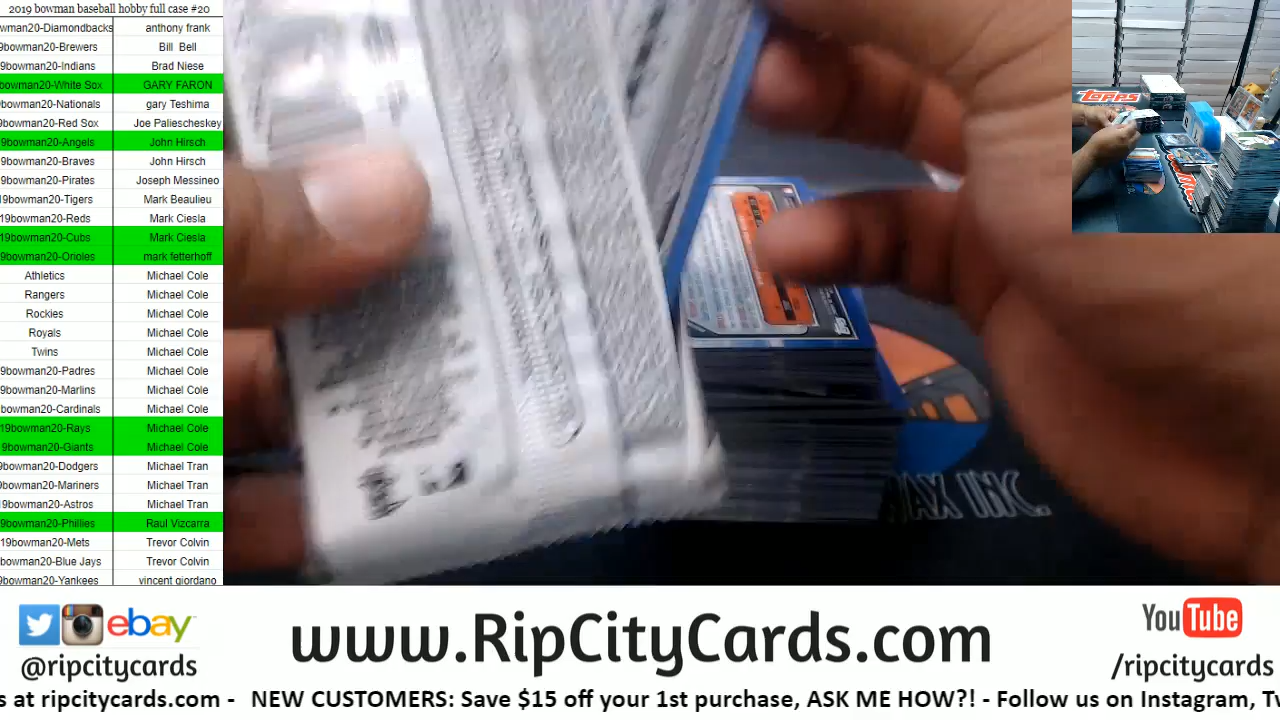 2019 bowman baseball hobby full case #20
wman20-Diamondbacks anthony frank
9bowman20-Brewers Bill Bell
9bowman20-Indians Brad Niese
bowman20-White Sox GARY FARON
bowman20-Nationals gary Teshima
9bowman20-Red Sox Joe Paliescheskey
9bowman20-Angels John Hirsch
9bowman20-Braves John Hirsch
9bowman20-Pirates Joseph Messineo
19bowman20-Tigers Mark Beaulieu
19bowman20-Reds Mark Ciesla
19bowman20-Cubs Mark Ciesla
9bowman20-Orioles mark fetterhoff
Athletics Michael Cole
Rangers Michael Cole
Rockies Michael Cole
Royals Michael Cole
Twins Michael Cole
9bowman20-Padres Michael Cole
9bowman20-Marlins Michael Cole
bowman20-Cardinals Michael Cole
19bowman20-Rays Michael Cole
9bowman20-Giants Michael Cole
9bowman20-Dodgers Michael Tran
9bowman20-Mariners Michael Tran
19bowman20-Astros Michael Tran
9bowman20-Phillies Raul Vizcarra
19bowman20-Mets Trevor Colvin
bowman20-Blue Jays Trevor Colvin
9bowman20-Yankees vincent giordano
Topps
AX INC.
ebay
@ripcitycards
www.RipCityCards.com
YouTube
/ripcitycards
s at ripcitycards.com - NEW CUSTOMERS: Save $15 off your 1st purchase, ASK ME HOW?! - Follow us on Instagram, Tw